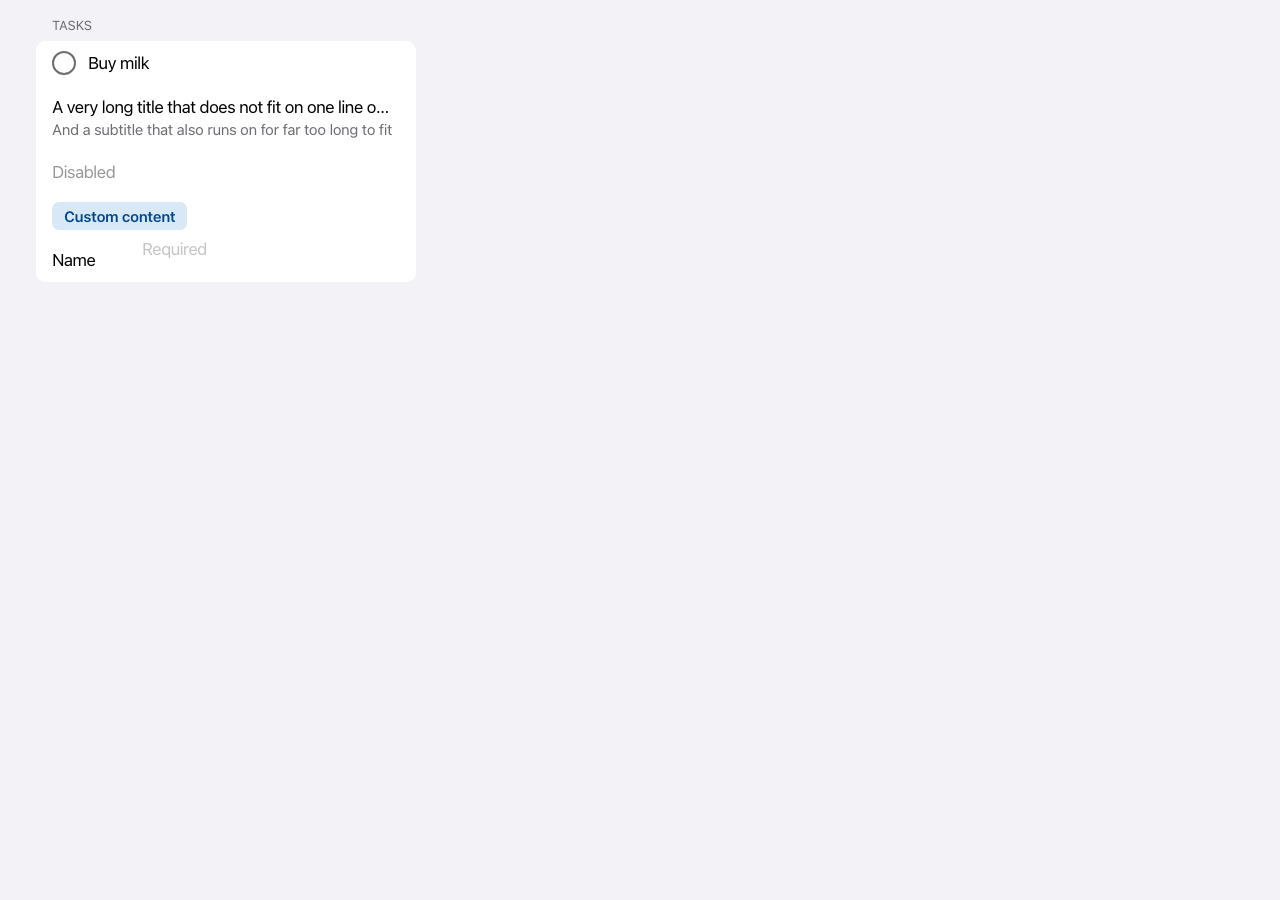 TASKS
Buy milk
A very long title that does not fit on one line o...
And a subtitle that also runs on for far too long to fit
Disabled
Custom content
Name Required